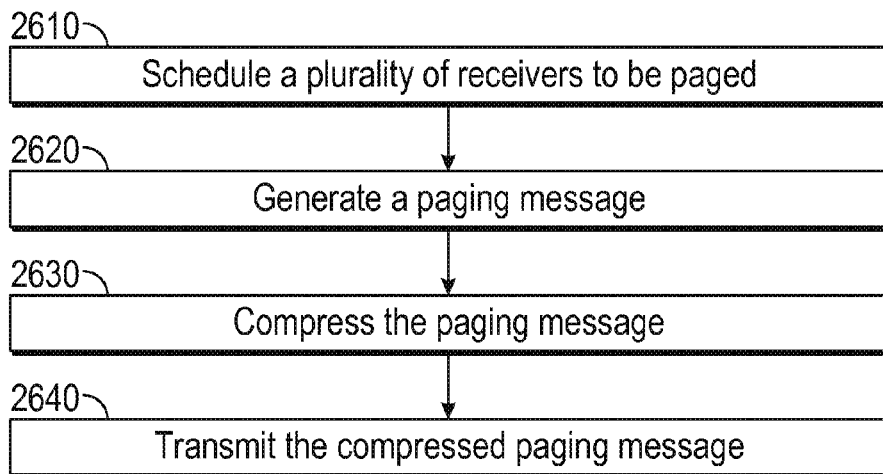 2610
Schedule a plurality of receivers to be paged
2620
Generate a paging message
2630
Compress the paging message
2640
Transmit the compressed paging message